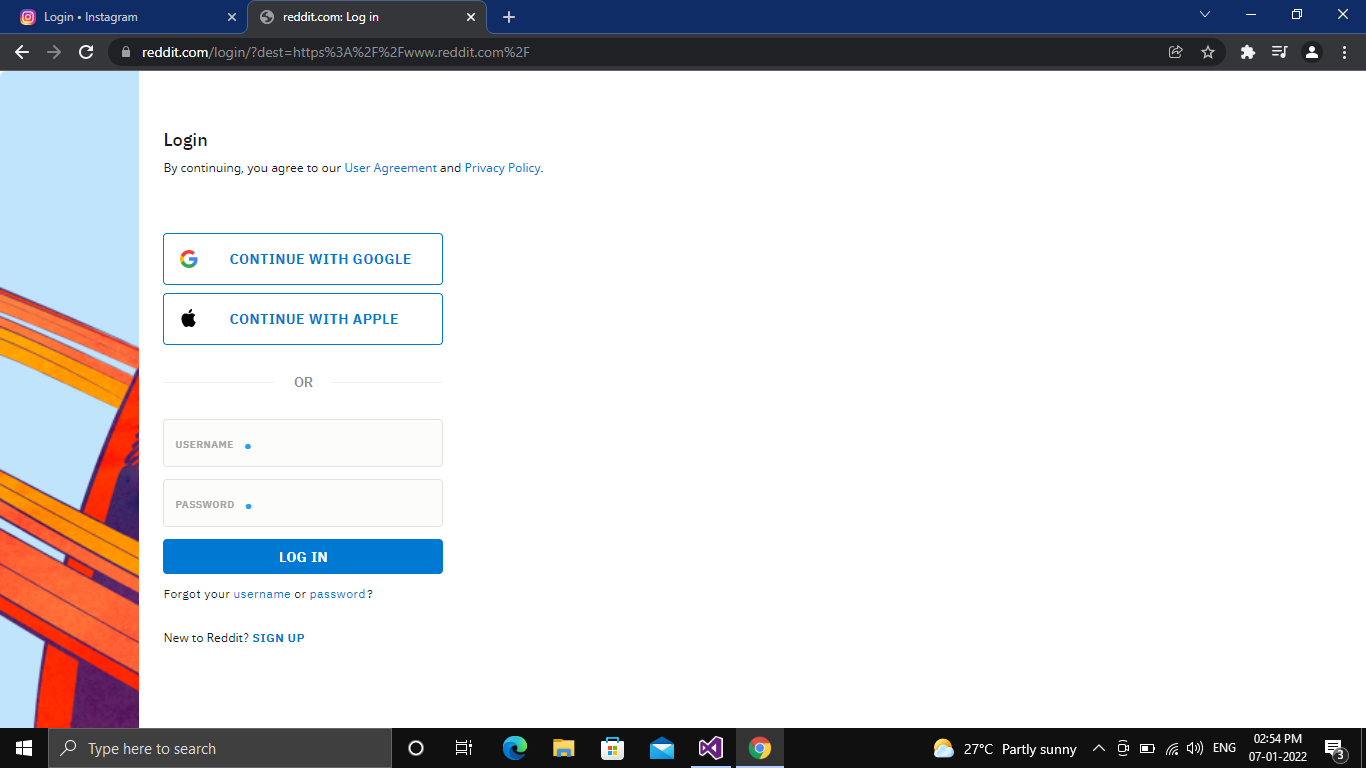 Login • Instagram
reddit.com: Log in
reddit.com/login/?dest=https%3A%2F%2Fwww.reddit.com%2F
Login
By continuing, you agree to our User Agreement and Privacy Policy.
CONTINUE WITH GOOGLE
CONTINUE WITH APPLE
OR
USERNAME
PASSWORD
LOG IN
Forgot your username or password?
New to Reddit? SIGN UP
Type here to search
27°C Partly sunny
ENG
02:54 PM
07-01-2022
3